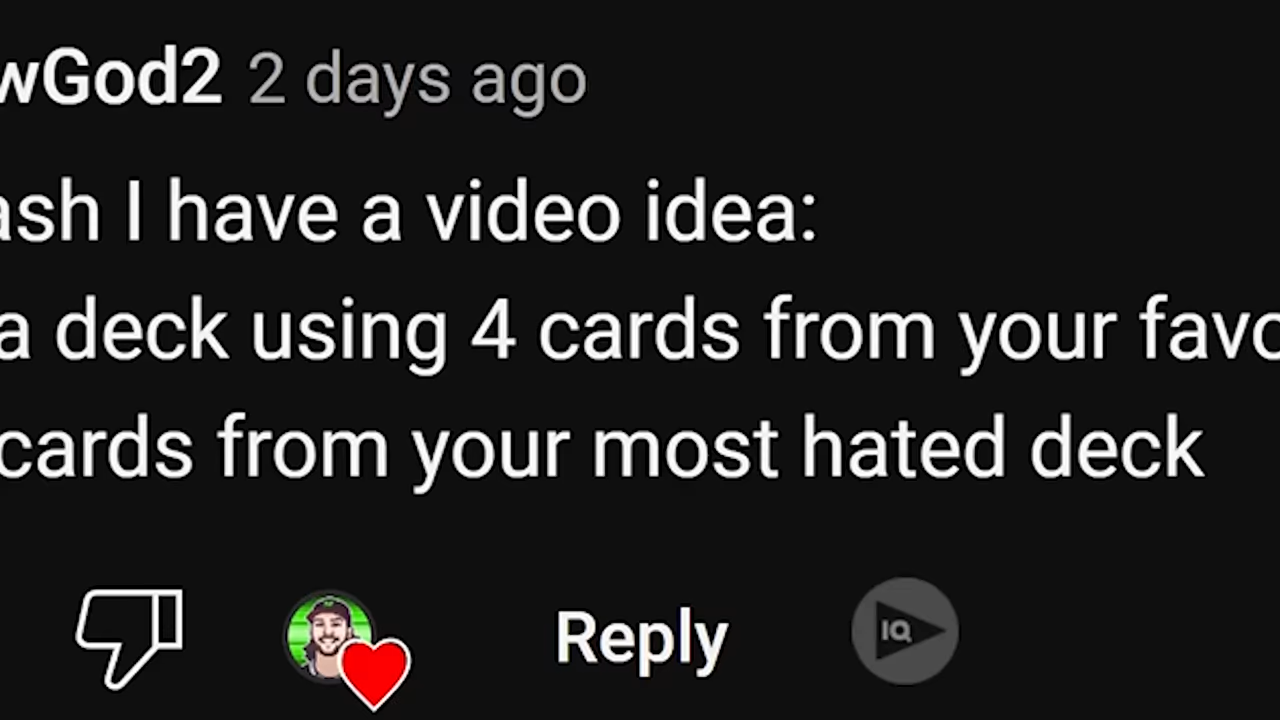 wGod2 2 days ago
ash I have a video idea:
a deck using 4 cards from your favo
cards from your most hated deck
Reply
IQ